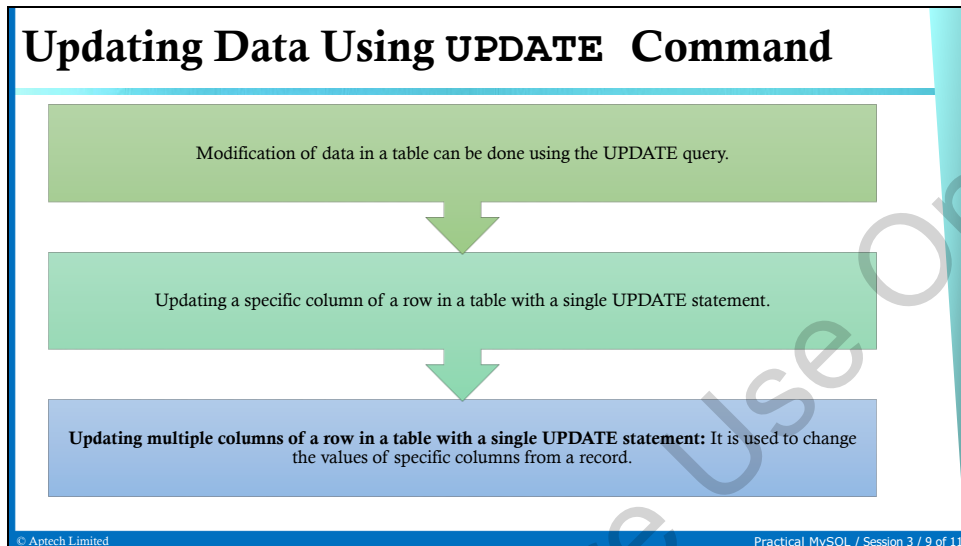 Updating Data Using UPDATE Command
Modification of data in a table can be done using the UPDATE query.
Updating a specific column of a row in a table with a single UPDATE statement.
Updating multiple columns of a row in a table with a single UPDATE statement: It is used to change
the values of specific columns from a record.
Use
© Aptech Limited
Practical MySQL / Session 3 / 9 of 11